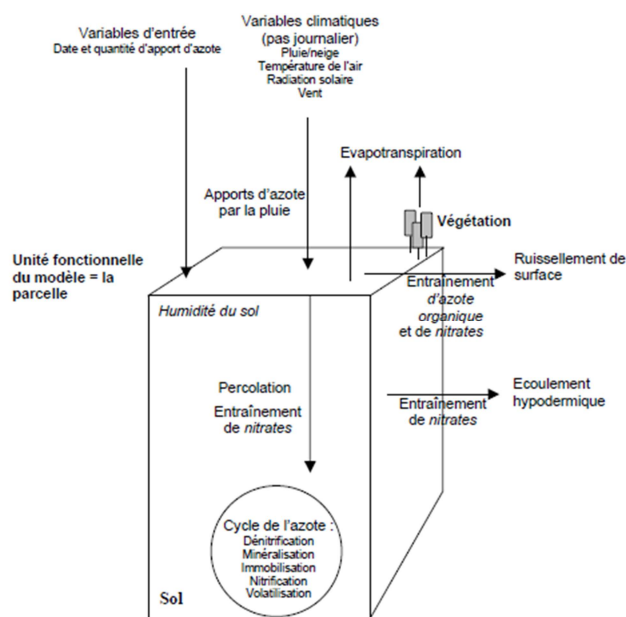 Variables d'entrée
Date et quantité d'apport d'azote
Variables climatiques
(pas journalier)
Pluie/neige
Température de l'air
Radiation solaire
Vent
Evapotranspiration
Apports d'azote
par la pluie
Végétation
Unité fonctionnelle
du modèle = la
parcelle
Ruissellement de
surface
Entraînement
d'azote
organique
et de nitrates
Humidité du sol
Percolation
Entraînement
de nitrates
Ecoulement
hypodermique
Entraînement
de nitrates
Cycle de l'azote :
Dénitrification
Minéralisation
Immobilisation
Nitrification
Volatilisation
Sol